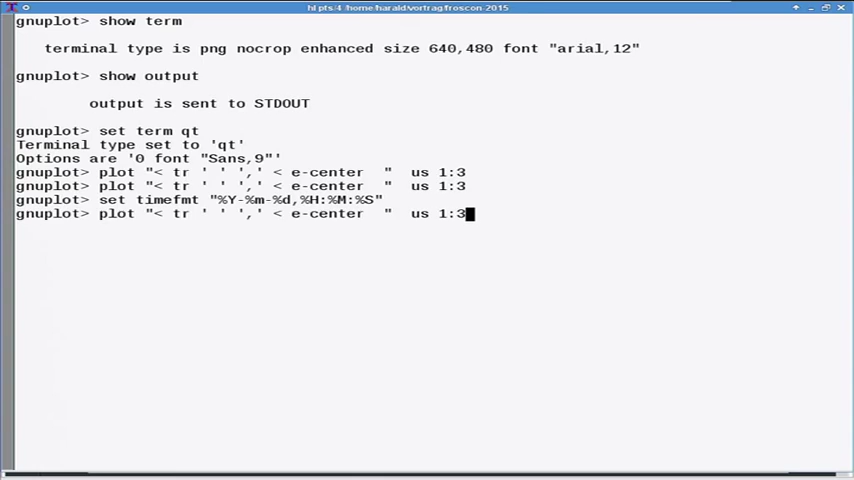 hl pts/4 /home/harald/vortrag/froscon-2015
gnuplot> show term
terminal type is png nocrop enhanced size 640,480 font "arial,12"
gnuplot> show output
output is sent to STDOUT
gnuplot> set term qt
Terminal type set to 'qt'
Options are '0 font "Sans,9"'
gnuplot> plot "< tr ' ' ',' < e-center  "  us 1:3
gnuplot> plot "< tr ' ' ',' < e-center  "  us 1:3
gnuplot> set timefmt "%Y-%m-%d,%H:%M:%S"
gnuplot> plot "< tr ' ' ',' < e-center  "  us 1:3